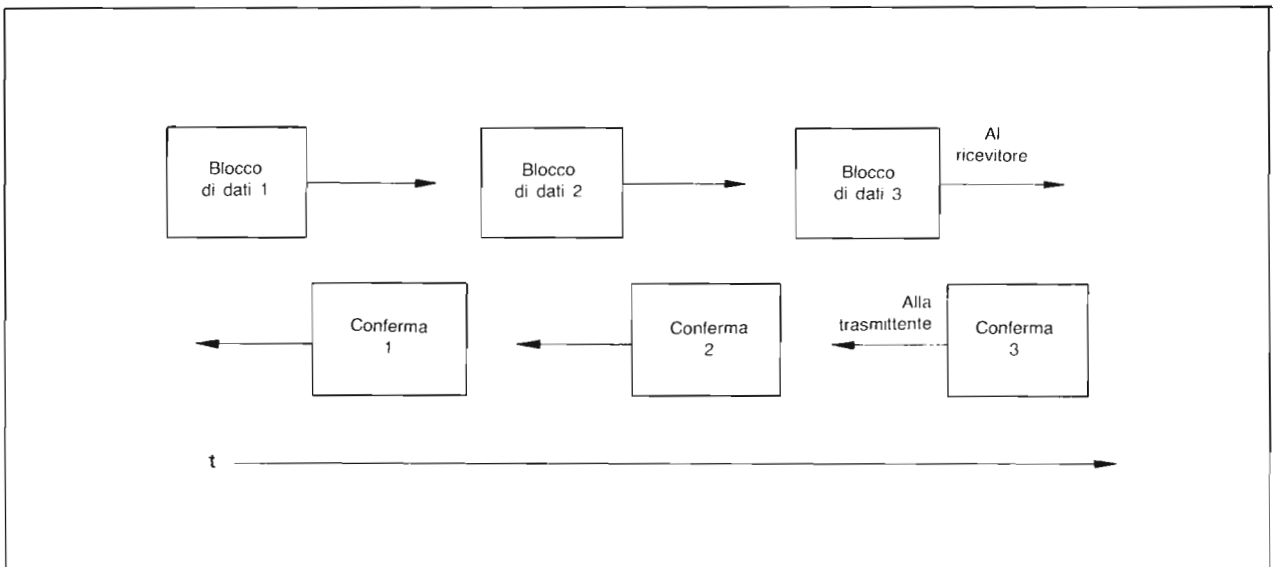 Blocco
di dati 1
Blocco
di dati 2
Blocco
di dati 3
Al
ricevitore
Conferma
1
Conferma
2
Alla
trasmittente
Conferma
3
t